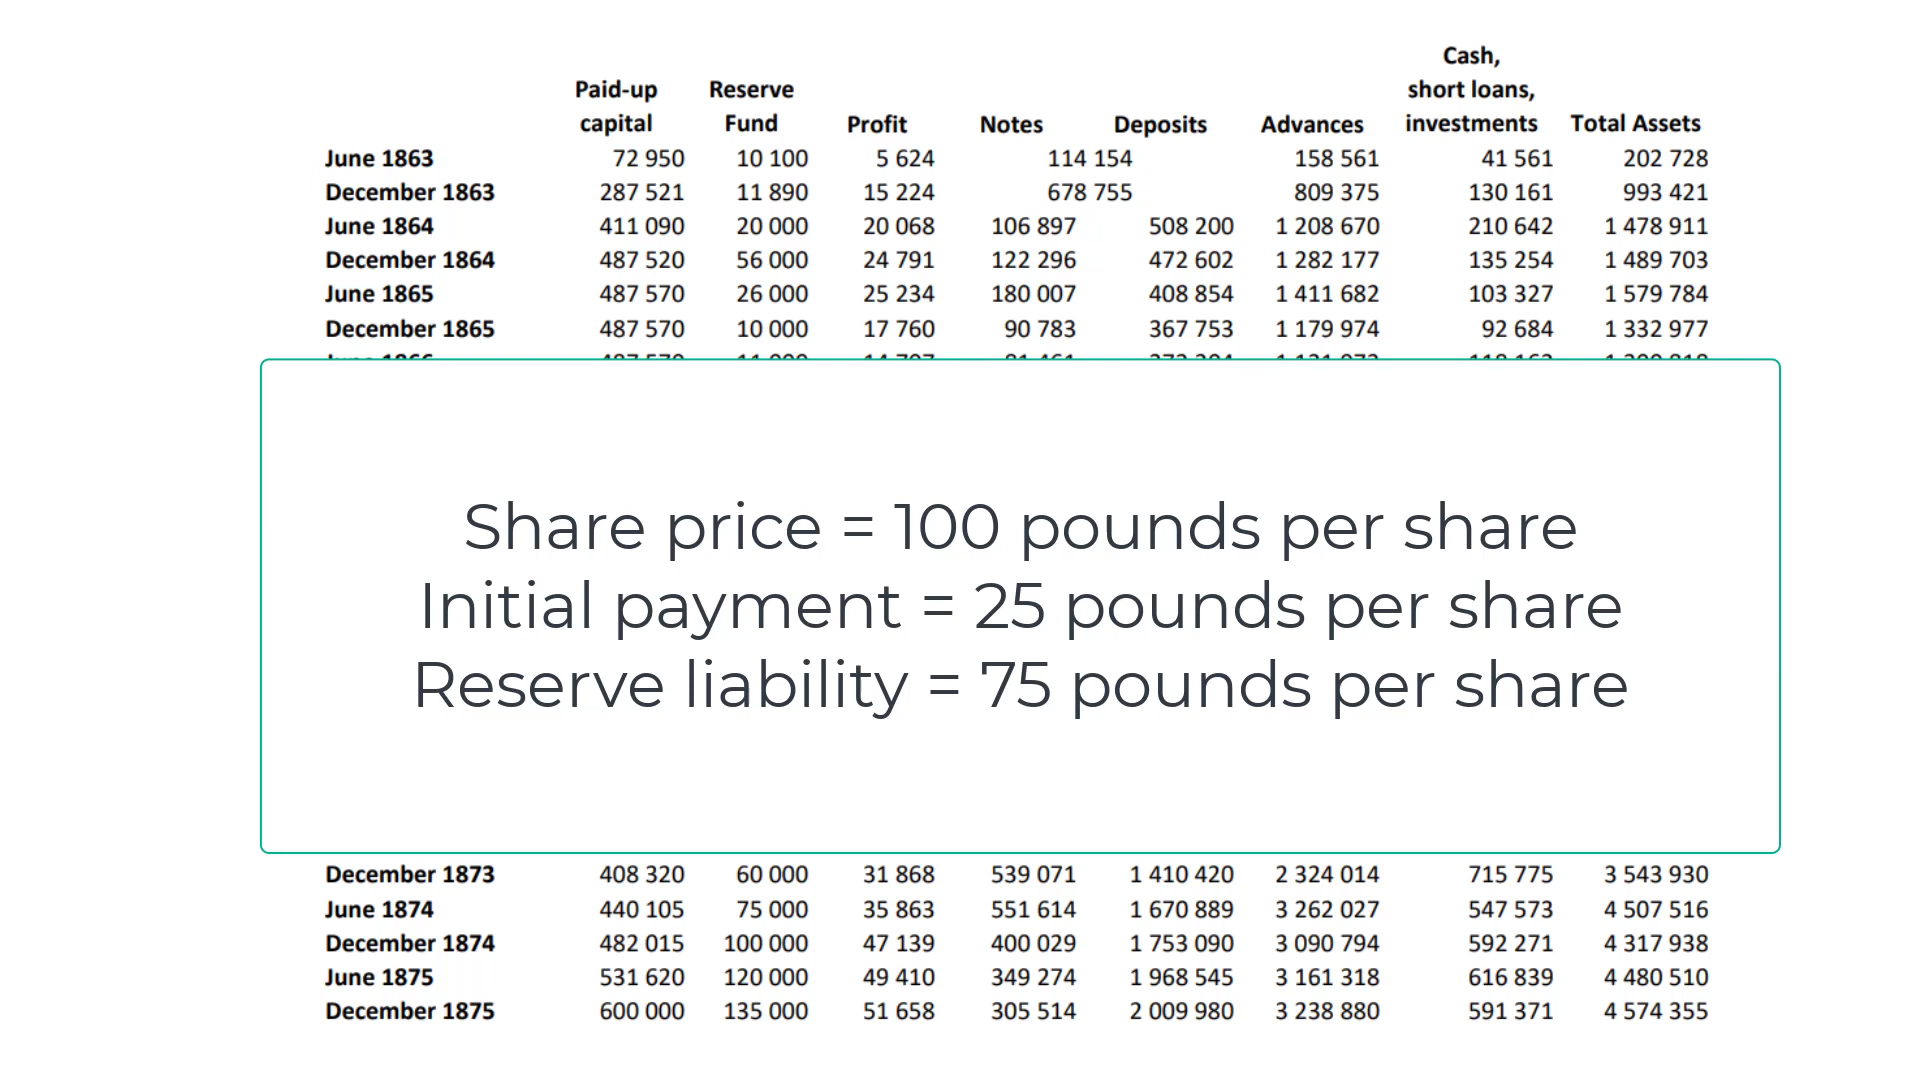 Cash,
Paid-up Reserve short loans,
capital Fund Profit Notes Deposits Advances investments Total Assets
June 1863 72 950 10 100 5 624 114 154 158 561 41 561 202 728
December 1863 287 521 11 890 15 224 678 755 809 375 130 161 993 421
June 1864 411 090 20 000 20 068 106 897 508 200 1 208 670 210 642 1 478 911
December 1864 487 520 56 000 24 791 122 296 472 602 1 282 177 135 254 1 489 703
June 1865 487 570 26 000 25 234 180 007 408 854 1 411 682 103 327 1 579 784
December 1865 487 570 10 000 17 760 90 783 367 753 1 179 974 92 684 1 332 977
Share price = 100 pounds per share
Initial payment = 25 pounds per share
Reserve liability = 75 pounds per share
December 1873 408 320 60 000 31 868 539 071 1 410 420 2 324 014 715 775 3 543 930
June 1874 440 105 75 000 35 863 551 614 1 670 889 3 262 027 547 573 4 507 516
December 1874 482 015 100 000 47 139 400 029 1 753 090 3 090 794 592 271 4 317 938
June 1875 531 620 120 000 49 410 349 274 1 968 545 3 161 318 616 839 4 480 510
December 1875 600 000 135 000 51 658 305 514 2 009 980 3 238 880 591 371 4 574 355